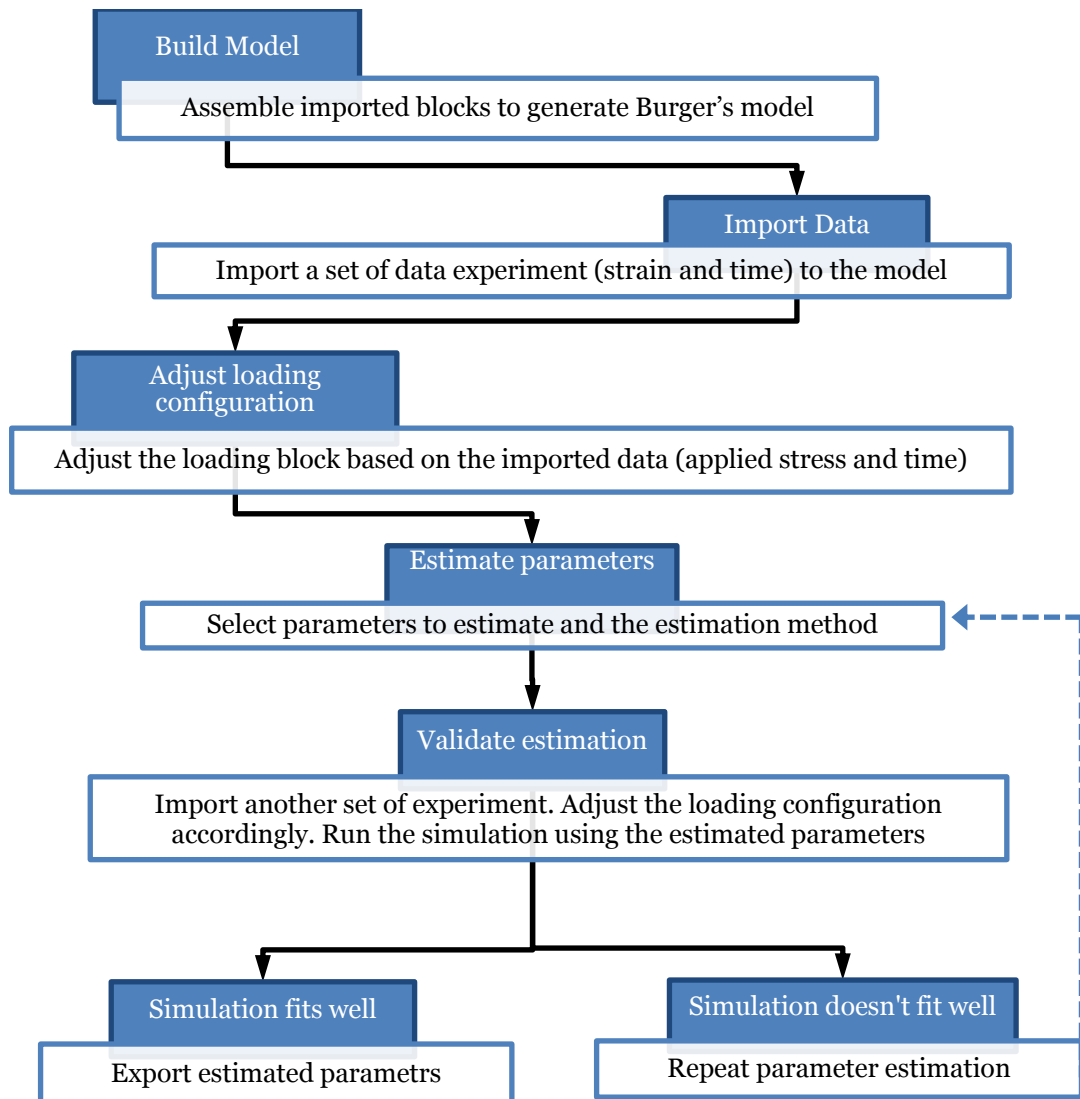 Build Model
Assemble imported blocks to generate Burger’s model
Import Data
Import a set of data experiment (strain and time) to the model
Adjust loading
configuration
Adjust the loading block based on the imported data (applied stress and time)
Estimate parameters
Select parameters to estimate and the estimation method
Validate estimation
Import another set of experiment. Adjust the loading configuration
accordingly. Run the simulation using the estimated parameters
Simulation fits well
Simulation doesn't fit well
Export estimated parametrs
Repeat parameter estimation